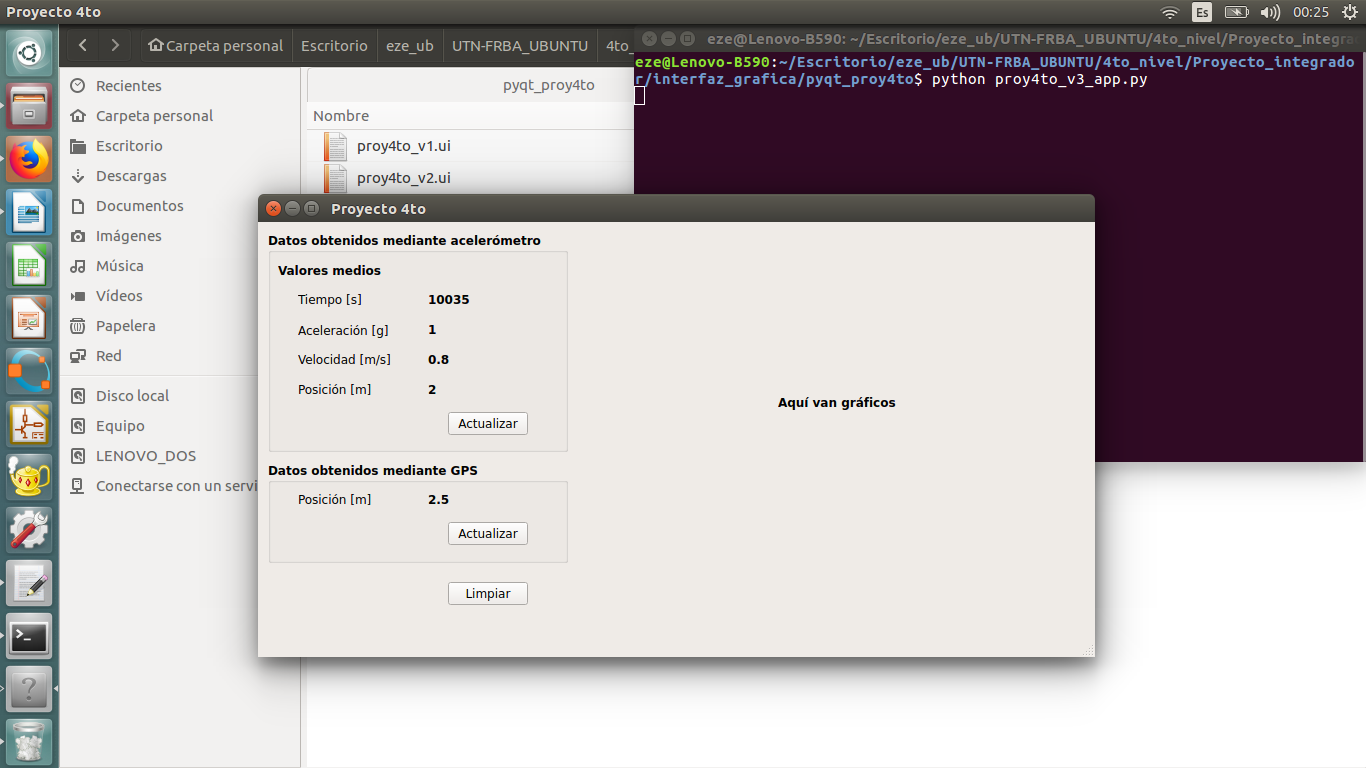 Proyecto 4to
Es
00:25
Carpeta personal
Escritorio
eze_ub
UTN-FRBA_UBUNTU
4to_
eze@Lenovo-B590: ~/Escritorio/eze_ub/UTN-FRBA_UBUNTU/4to_nivel/Proyecto_integra
eze@Lenovo-B590:~/Escritorio/eze_ub/UTN-FRBA_UBUNTU/4to_nivel/Proyecto_integrado
r/interfaz_grafica/pyqt_proy4to$ python proy4to_v3_app.py
Recientes
Carpeta personal
Escritorio
Descargas
Documentos
Imágenes
Música
Vídeos
Papelera
Red
Disco local
Equipo
LENOVO_DOS
Conectarse con un servi
pyqt_proy4to
Nombre
proy4to_v1.ui
proy4to_v2.ui
Proyecto 4to
Datos obtenidos mediante acelerómetro
Valores medios
Tiempo [s] 10035
Aceleración [g] 1
Velocidad [m/s] 0.8
Posición [m] 2
Actualizar
Datos obtenidos mediante GPS
Posición [m] 2.5
Actualizar
Limpiar
Aquí van gráficos